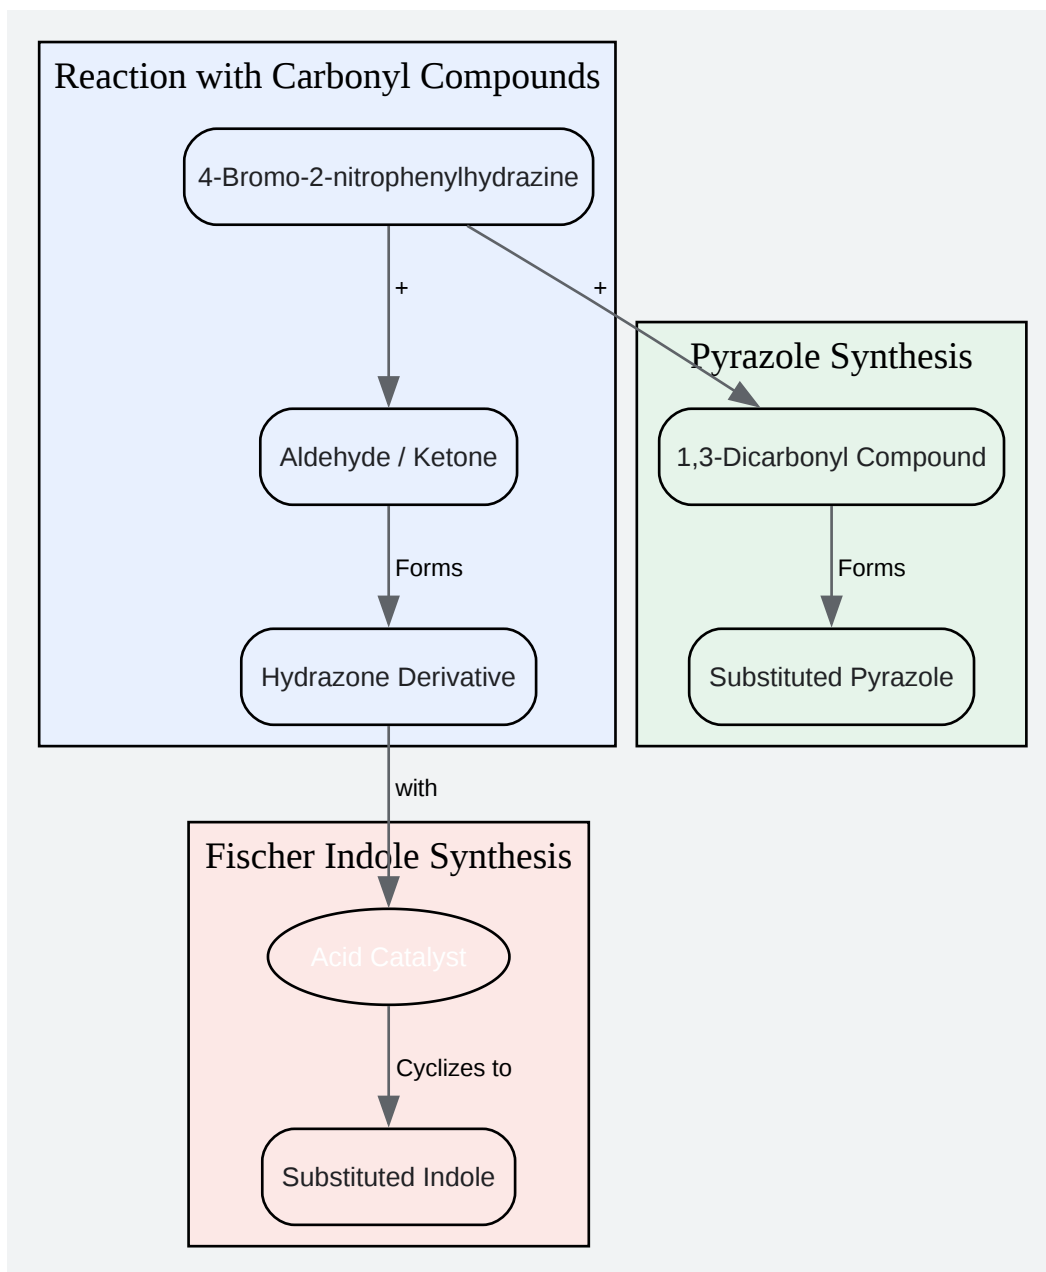 Reaction with Carbonyl Compounds
4-Bromo-2-nitrophenylhydrazine
+
+
Pyrazole Synthesis
Aldehyde / Ketone
1,3-Dicarbonyl Compound
Forms
Forms
Hydrazone Derivative
Substituted Pyrazole
with
Fischer Indole Synthesis
Acid Catalyst
Cyclizes to
Substituted Indole